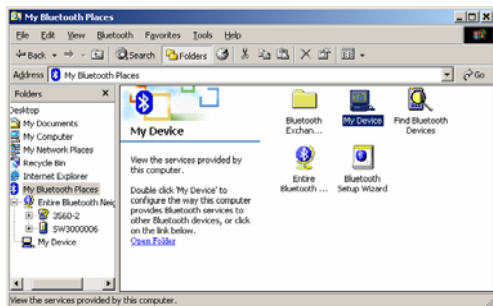 My Bluetooth Places
File Edit View Bluetooth Favorites Tools Help
Back Search Folders
Address My Bluetooth Places Go
Folders X
Desktop
My Documents
My Computer
My Network Places
Recycle Bin
Internet Explorer
My Bluetooth Places
Entire Bluetooth Neig
3560-2
SW3000006
My Device
My Device
View the services provided by
this computer.
Double click 'My Device' to
configure the way this computer
provides Bluetooth services to
other Bluetooth devices, or click
on the link below.
Open Folder
Bluetooth
Exchan...
My Device
Find Bluetooth
Devices
Entire
Bluetooth ...
Bluetooth
Setup Wizard
View the services provided by this computer.